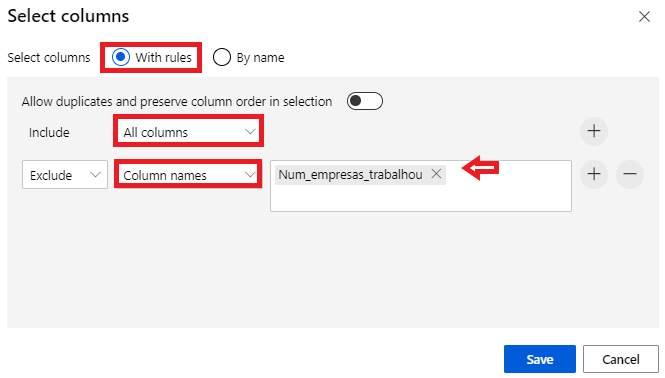 Select columns
Select columns With rules By name
Allow duplicates and preserve column order in selection
Include All columns
Exclude Column names Num_empresas_trabalhou
Save Cancel